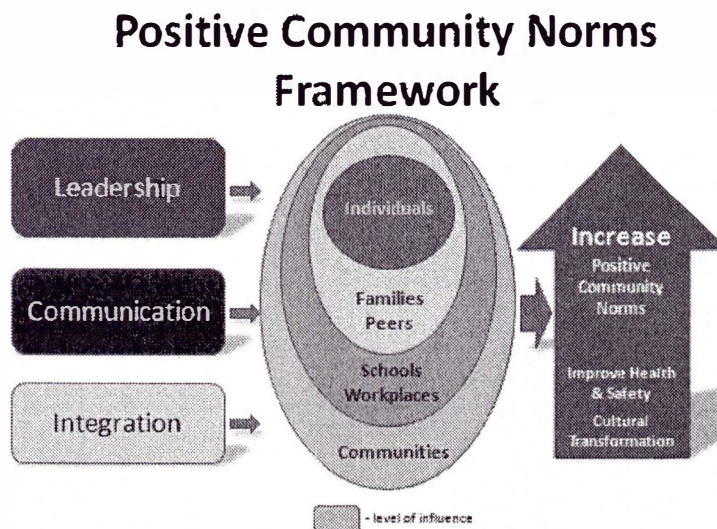 Positive Community Norms
Framework
Leadership
Communication
Integration
Individuals
Families
Peers
Schools
Workplaces
Communities
Increase
Positive
Community
Norms
Improve Health
& Safety
Cultural
Transformation
- level of influence